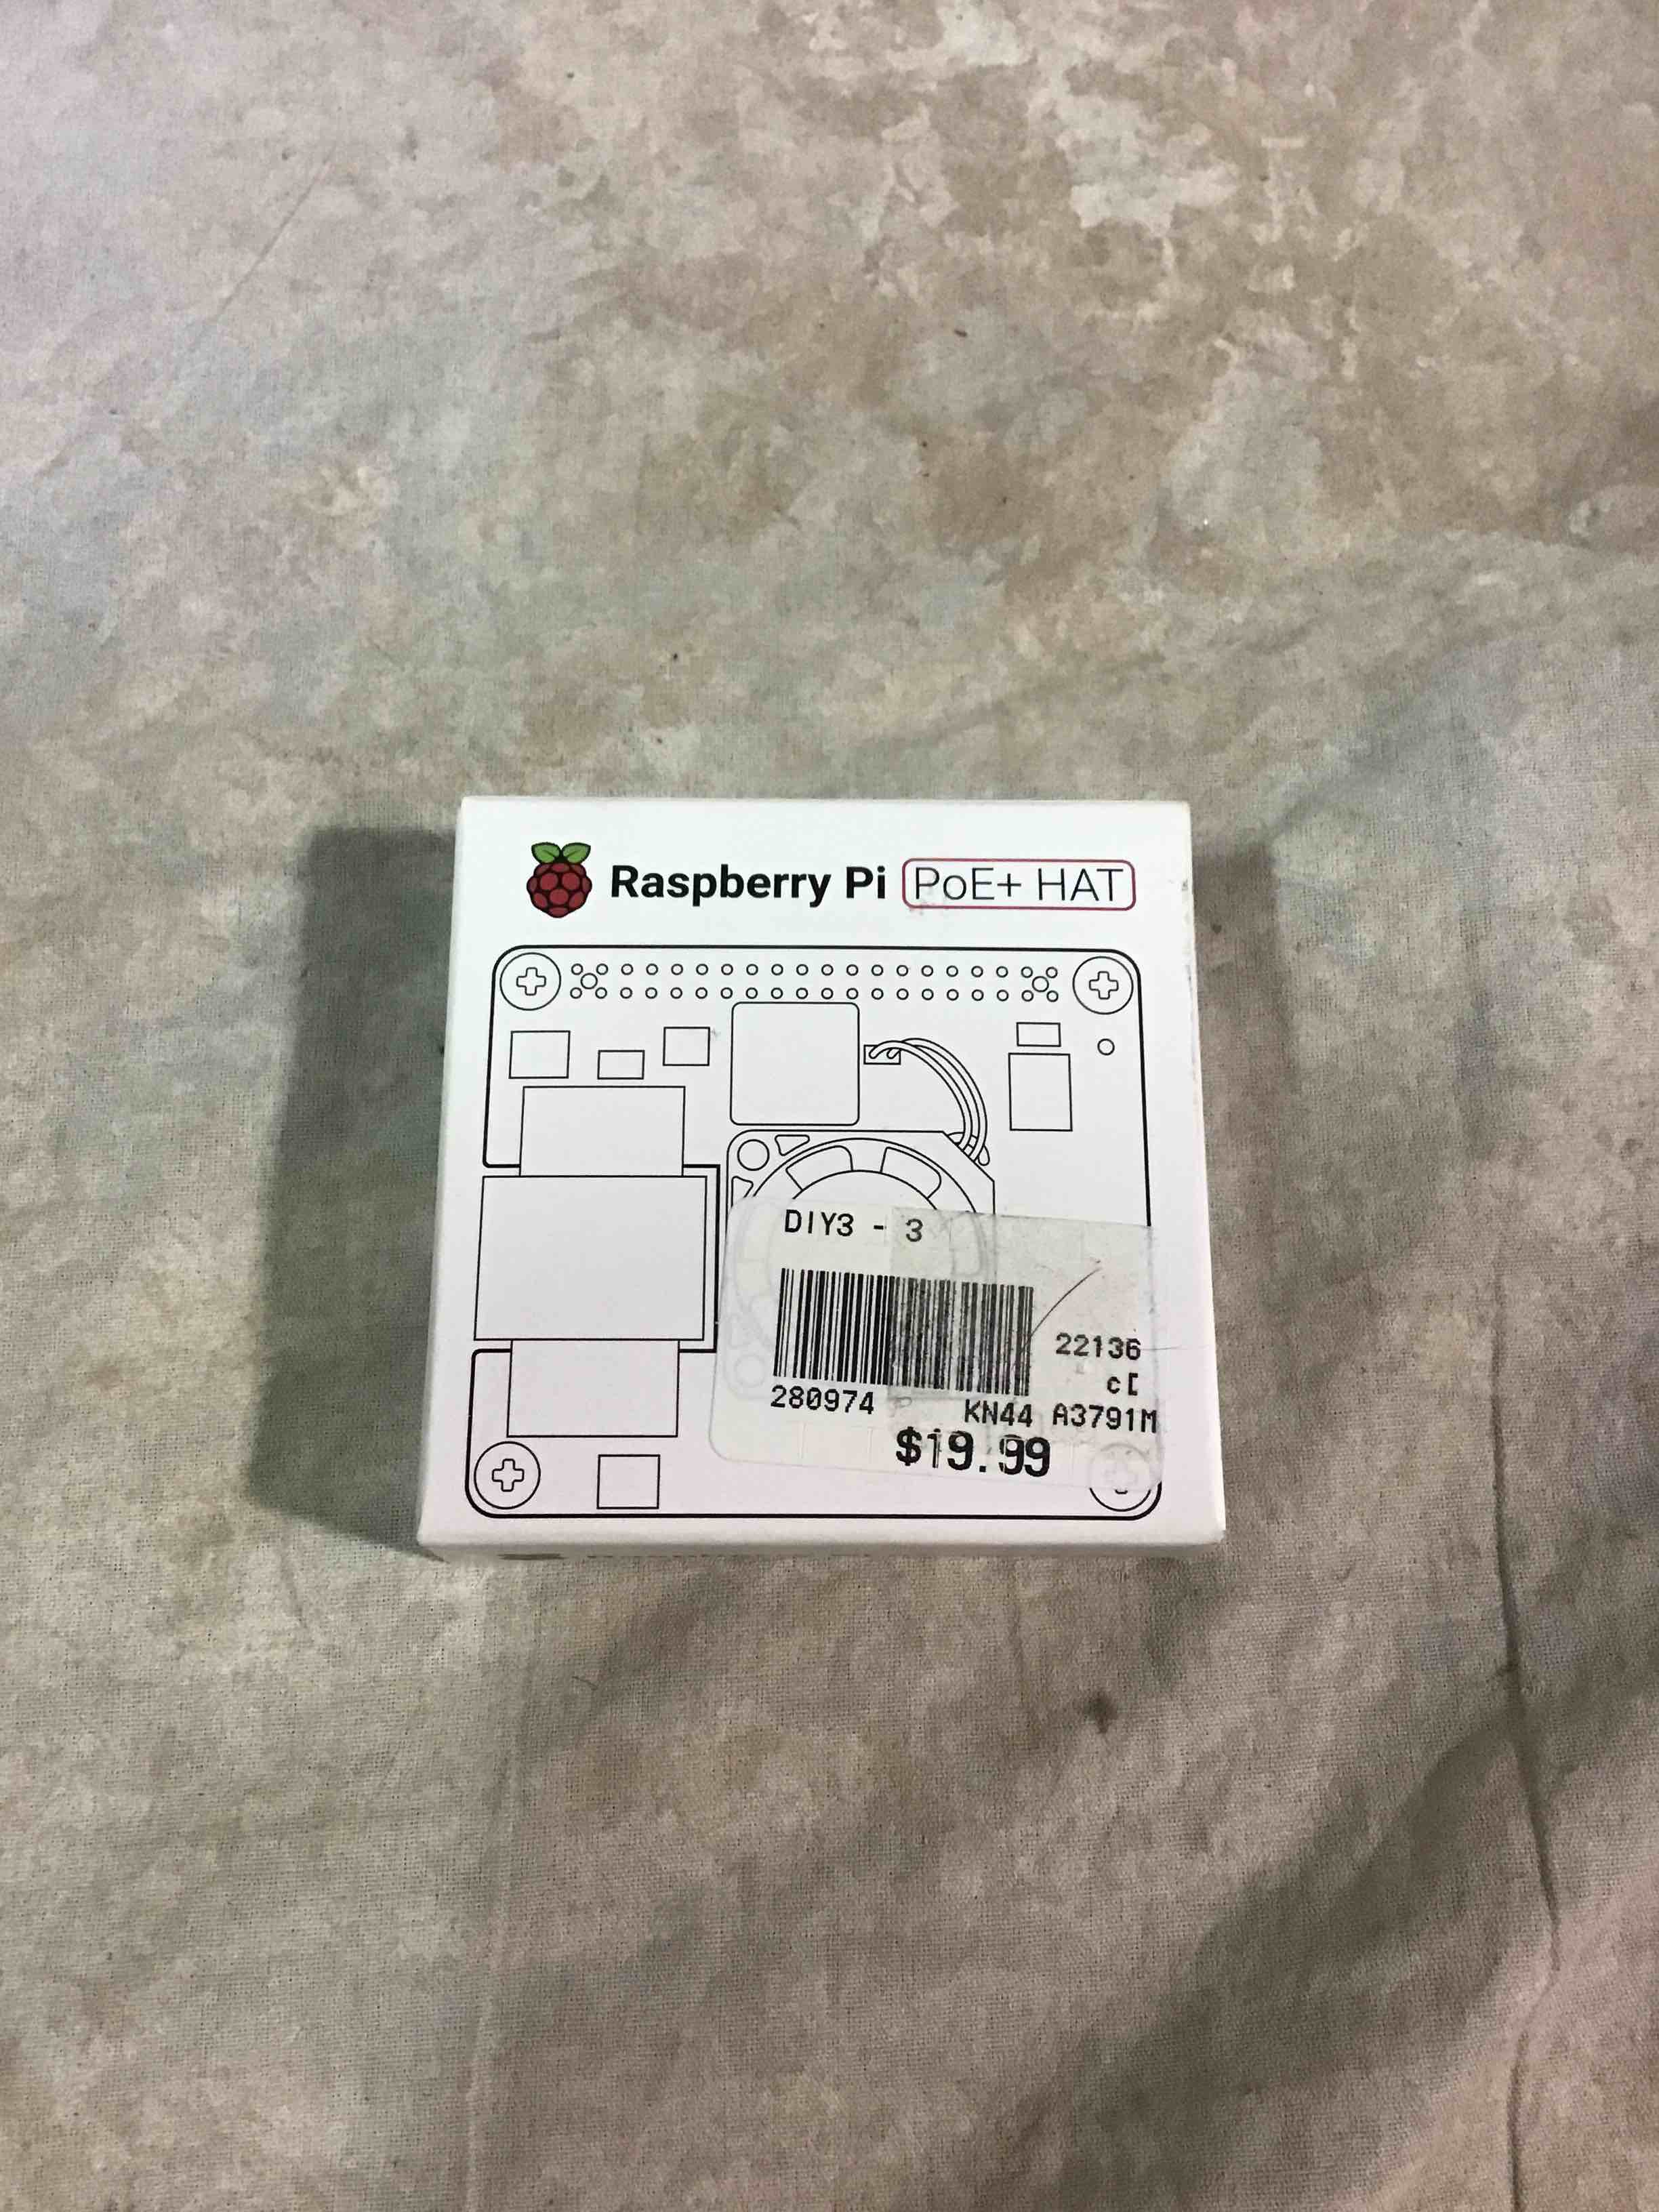 Raspberry Pi PoE+ HAT
DIY3 - 3
22136
280974
KN44 A3791M
$19.99